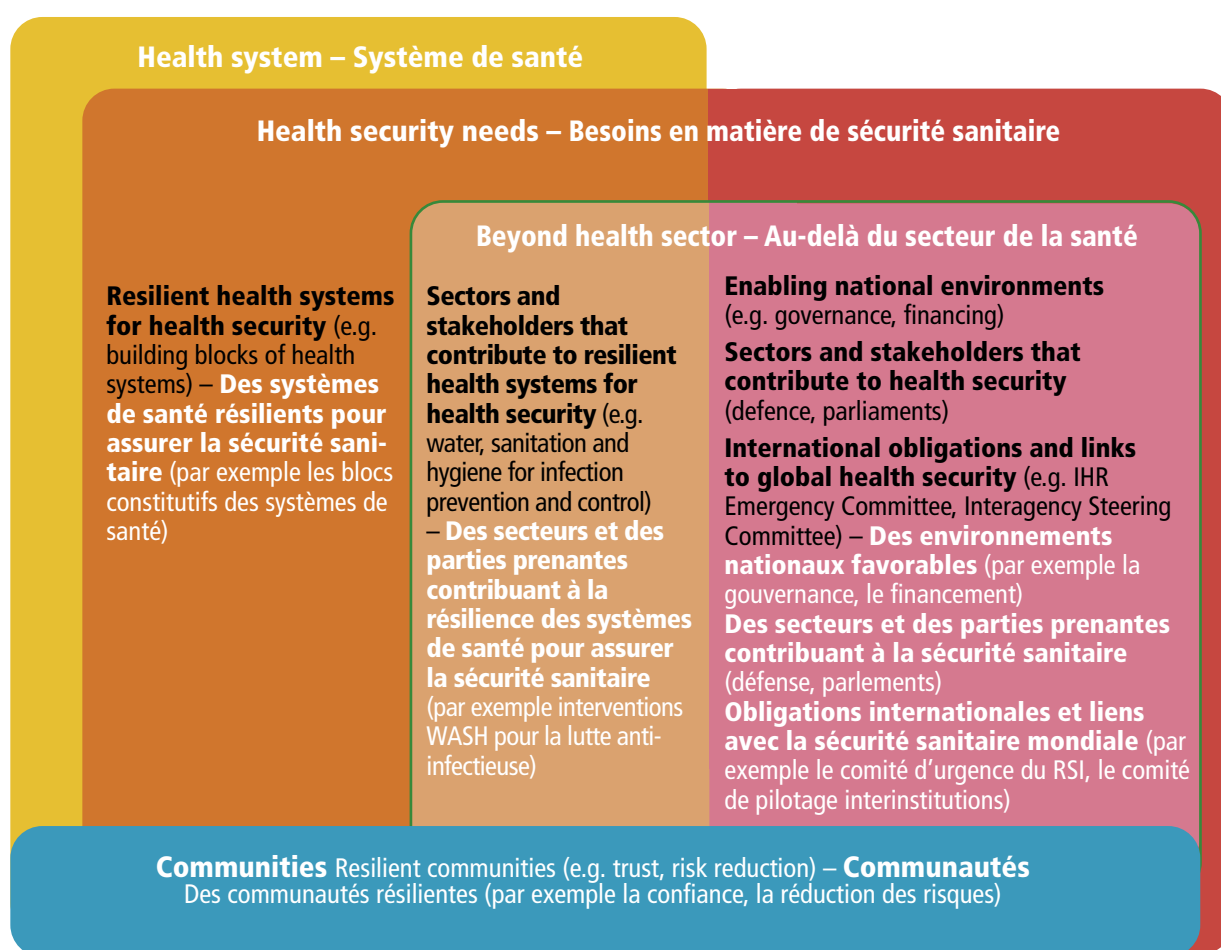 Health system – Système de santé
Health security needs – Besoins en matière de sécurité sanitaire
Beyond health sector – Au-delà du secteur de la santé
Resilient health systems
for health security (e.g.
building blocks of health
systems) – Des systèmes
de santé résilients pour
assurer la sécurité sani-
taire (par exemple les blocs
constitutifs des systèmes de
santé)
Sectors and
stakeholders that
contribute to resilient
health systems for
health security (e.g.
water, sanitation and
hygiene for infection
prevention and control)
– Des secteurs et des
parties prenantes
contribuant à la
résilience des systèmes
de santé pour assurer
la sécurité sanitaire
(par exemple interventions
WASH pour la lutte anti-
infectieuse)
Enabling national environments
(e.g. governance, financing)
Sectors and stakeholders that
contribute to health security
(defence, parliaments)
International obligations and links
to global health security (e.g. IHR
Emergency Committee, Interagency Steering
Committee) – Des environnements
nationaux favorables (par exemple la
gouvernance, le financement)
Des secteurs et des parties prenantes
contribuant à la sécurité sanitaire
(défense, parlements)
Obligations internationales et liens
avec la sécurité sanitaire mondiale (par
exemple le comité d'urgence du RSI, le comité
de pilotage interinstitutions)
Communities Resilient communities (e.g. trust, risk reduction) – Communautés
Des communautés résilientes (par exemple la confiance, la réduction des risques)